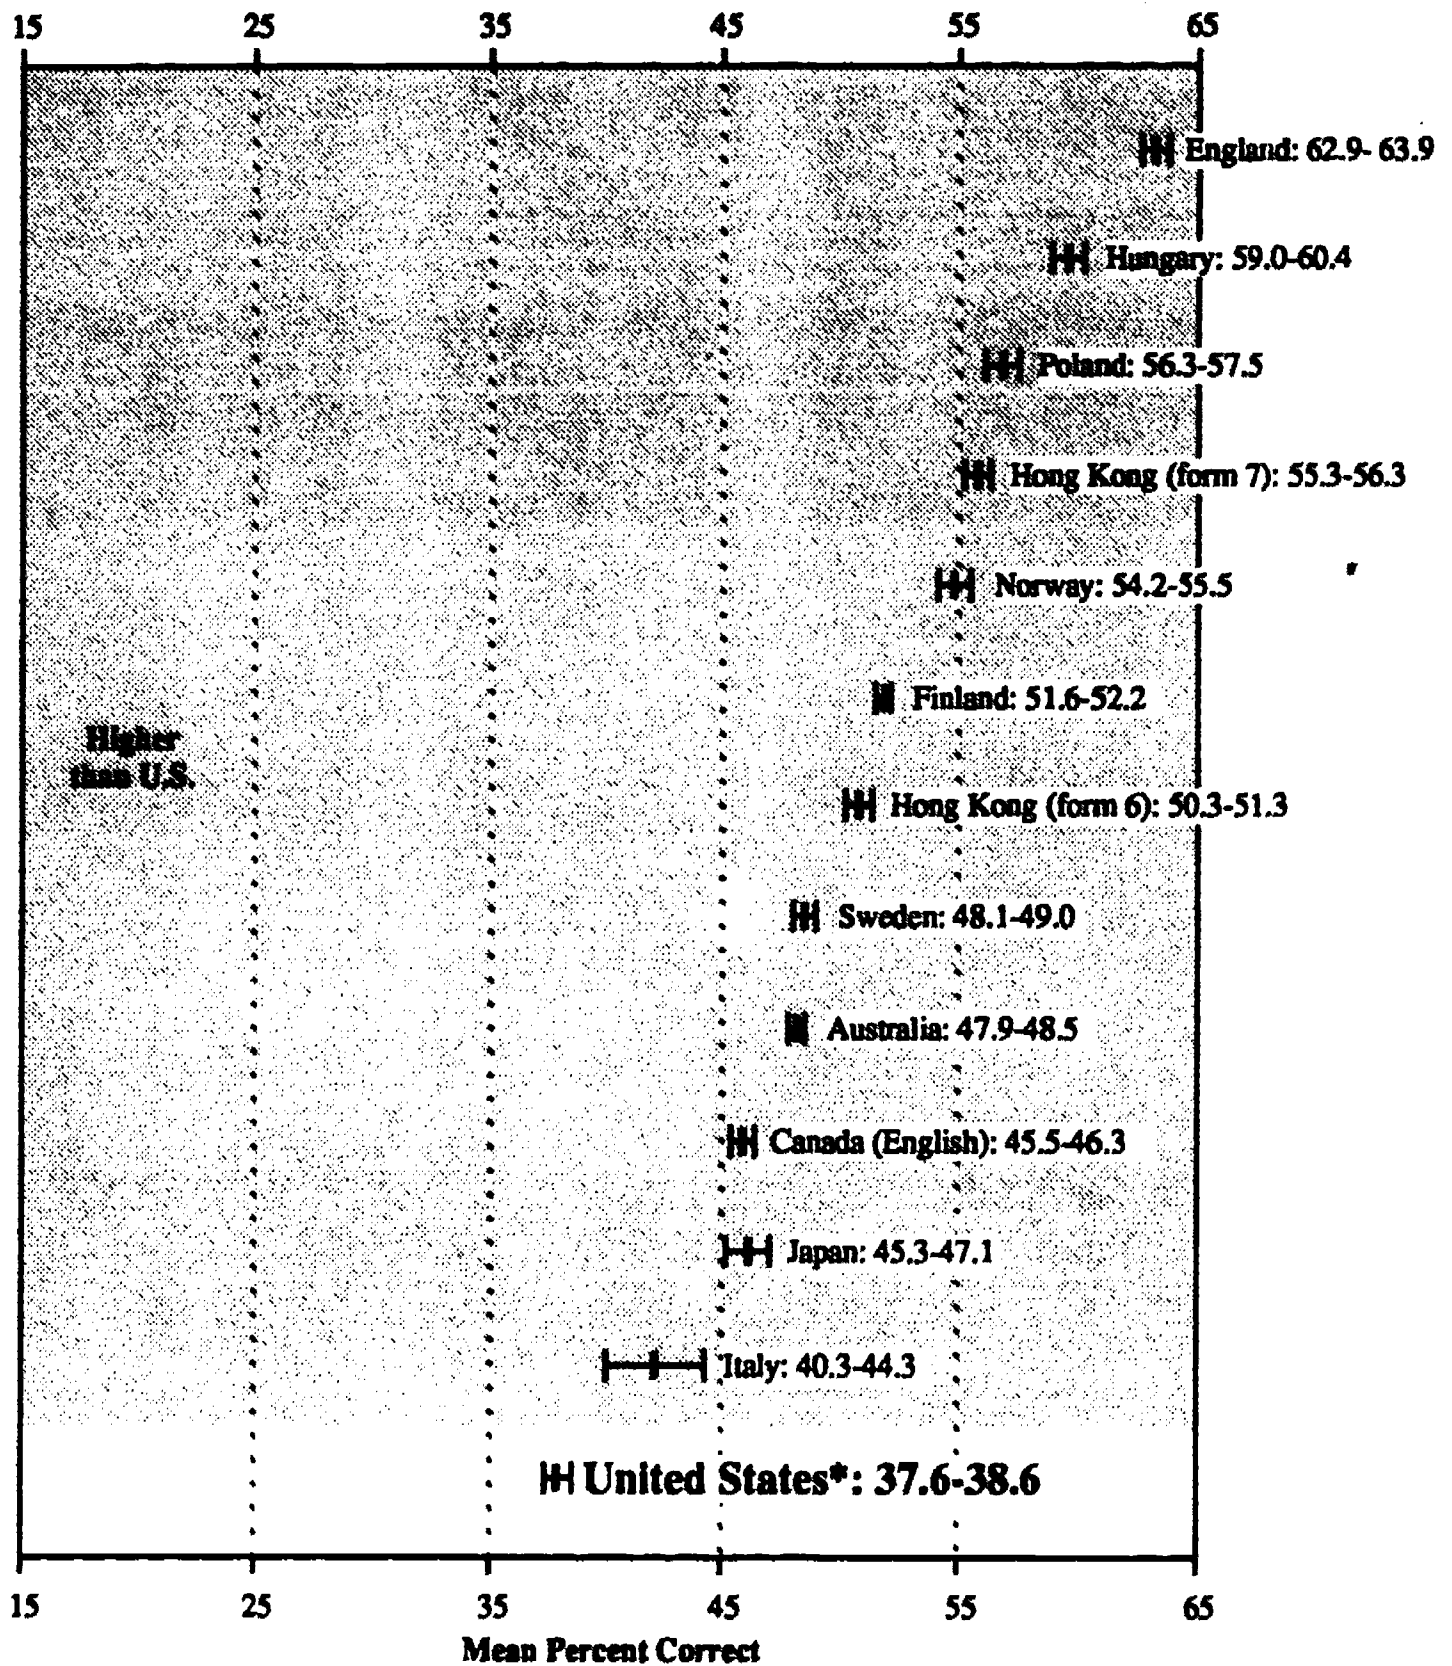 15 25 35 45 55 65
England: 62.9- 63.9
Hungary: 59.0-60.4
Poland: 56.3-57.5
Hong Kong (form 7): 55.3-56.3
Norway: 54.2-55.5
Finland: 51.6-52.2
Higher
than U.S.
Hong Kong (form 6): 50.3-51.3
Sweden: 48.1-49.0
Australia: 47.9-48.5
Canada (English): 45.5-46.3
Japan: 45.3-47.1
Italy: 40.3-44.3
United States*: 37.6-38.6
15 25 35 45 55 65
Mean Percent Correct